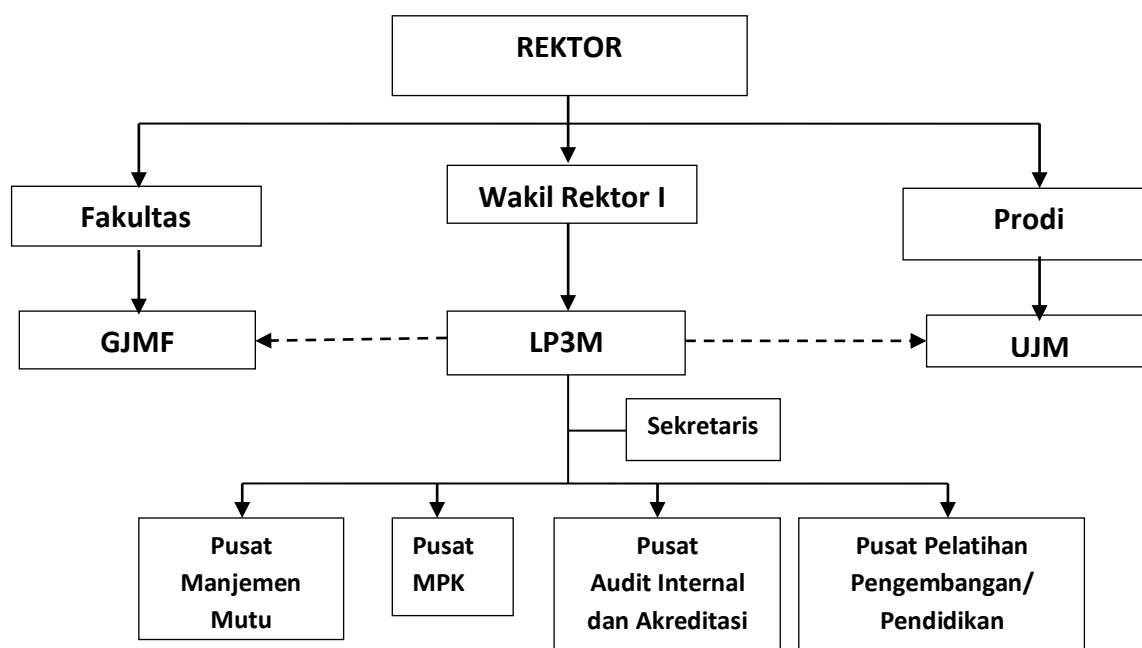 REKTOR
Fakultas
Wakil Rektor I
Prodi
GJMF
LP3M
UJM
Sekretaris
Pusat
Manjemen
Mutu
Pusat
MPK
Pusat
Audit Internal
dan Akreditasi
Pusat Pelatihan
Pengembangan/
Pendidikan